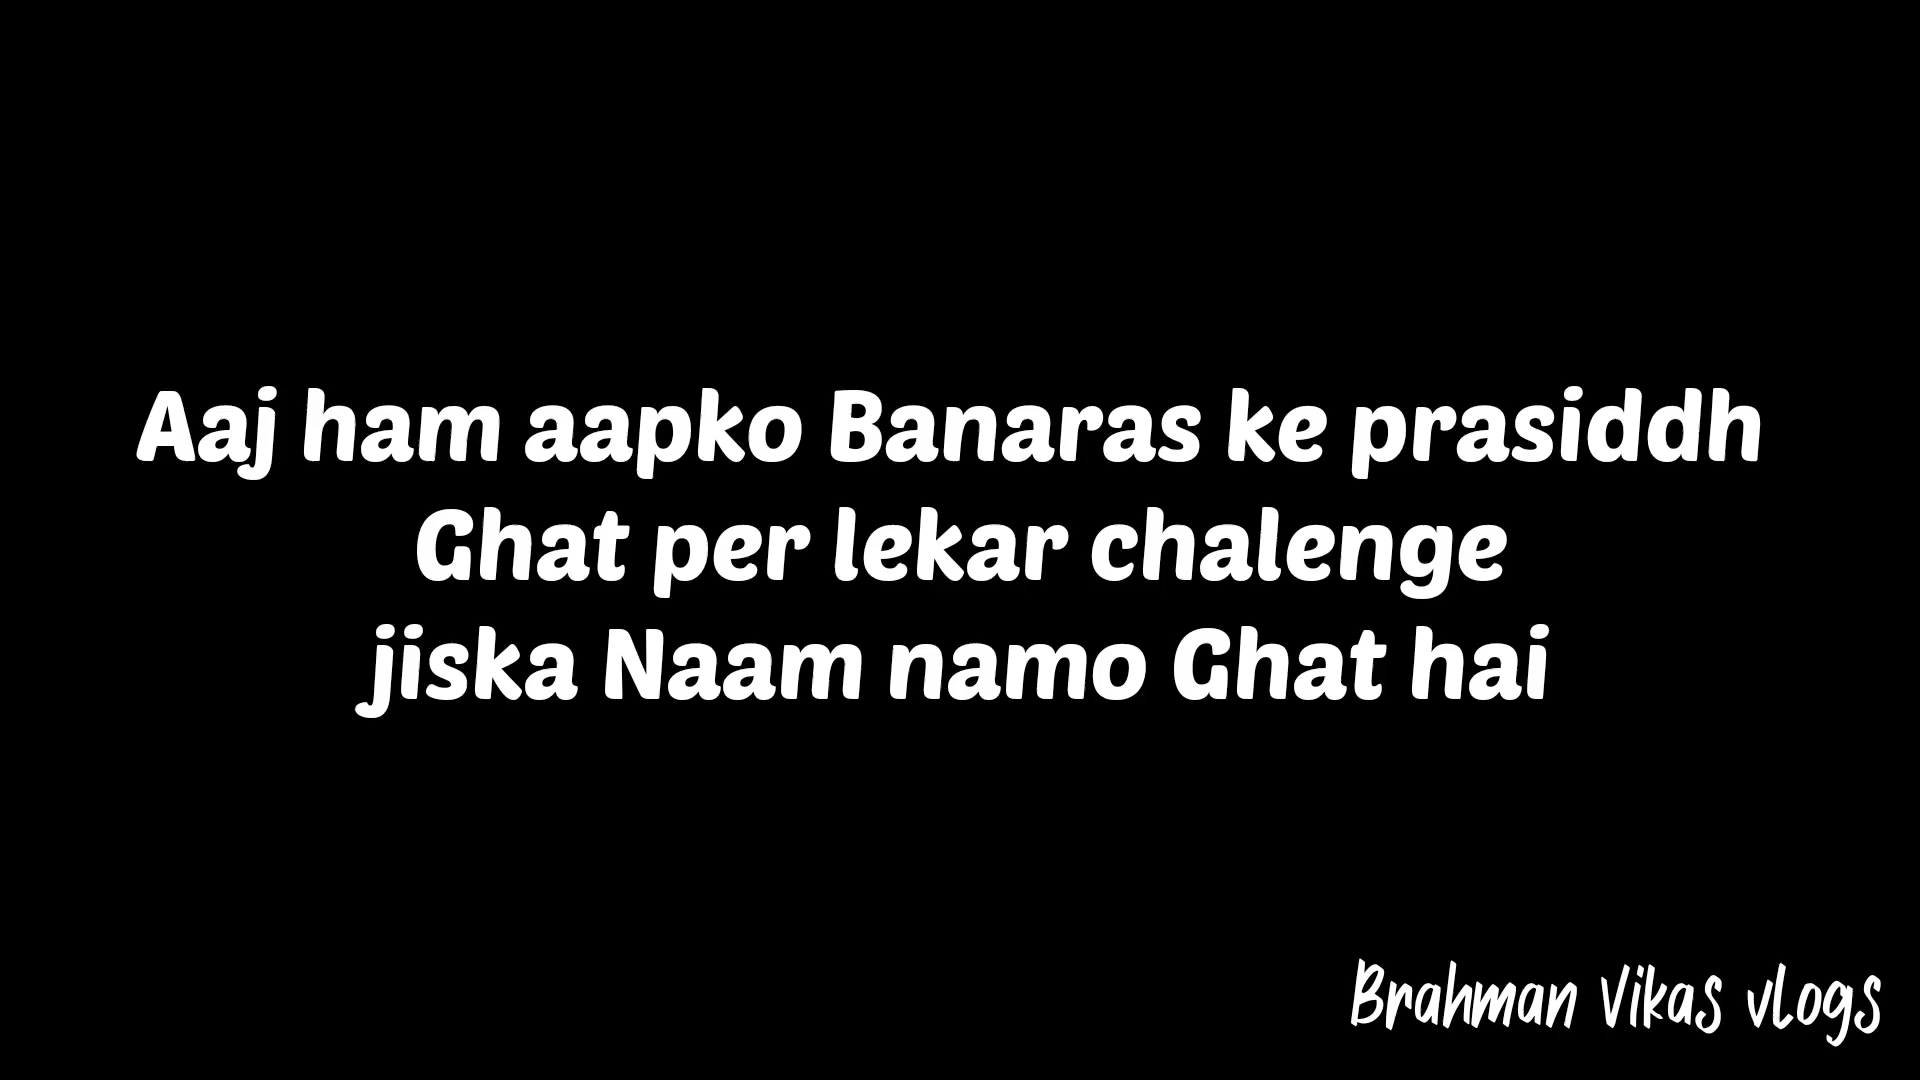 Aaj ham aapko Banaras ke prasiddh
Ghat per lekar chalenge
jiska Naam namo Ghat hai
Brahman Vikas vlogs